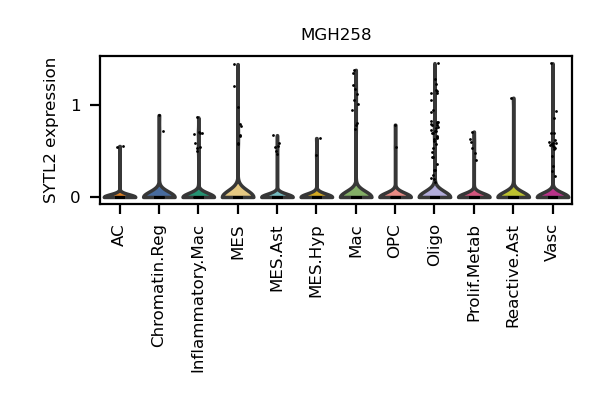 MGH258
SYTL2 expression
1
0
AC
Chromatin.Reg
Inflammatory.Mac
MES
MES.Ast
MES.Hyp
Mac
OPC
Oligo
Prolif.Metab
Reactive.Ast
Vasc